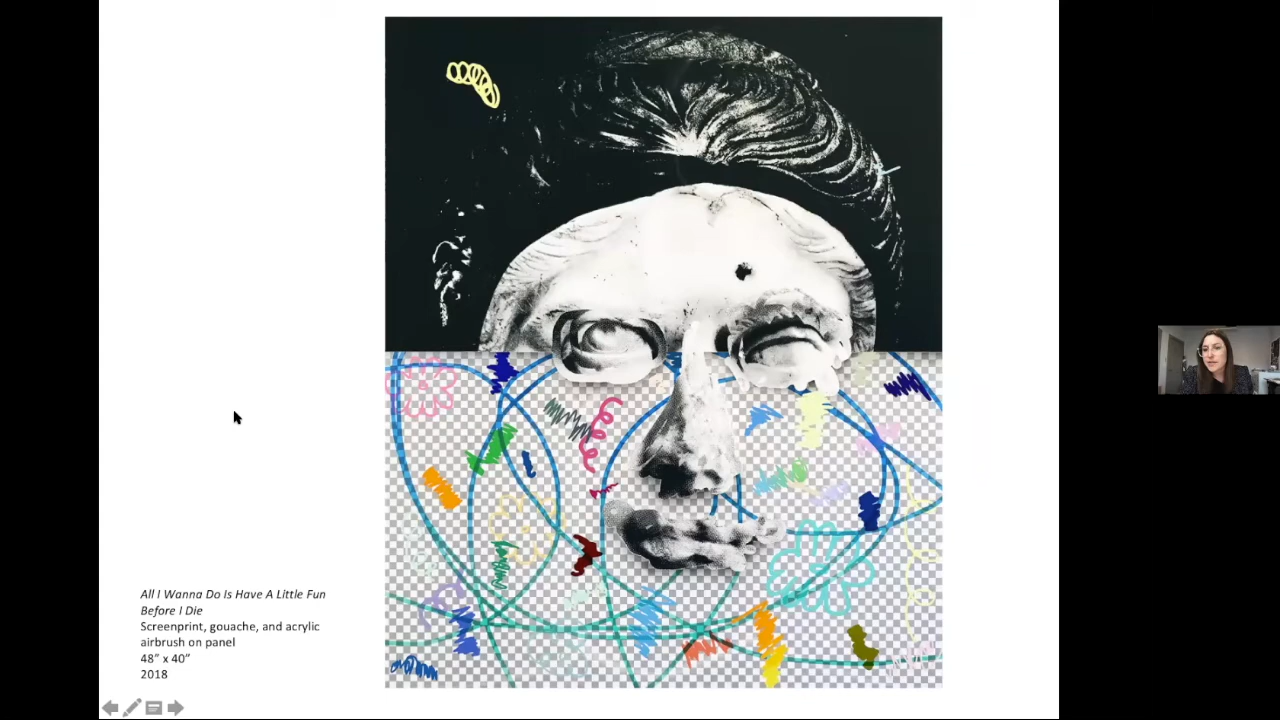 All I Wanna Do Is Have A Little Fun
Before I Die
Screenprint, gouache, and acrylic
airbrush on panel
48” x 40”
2018